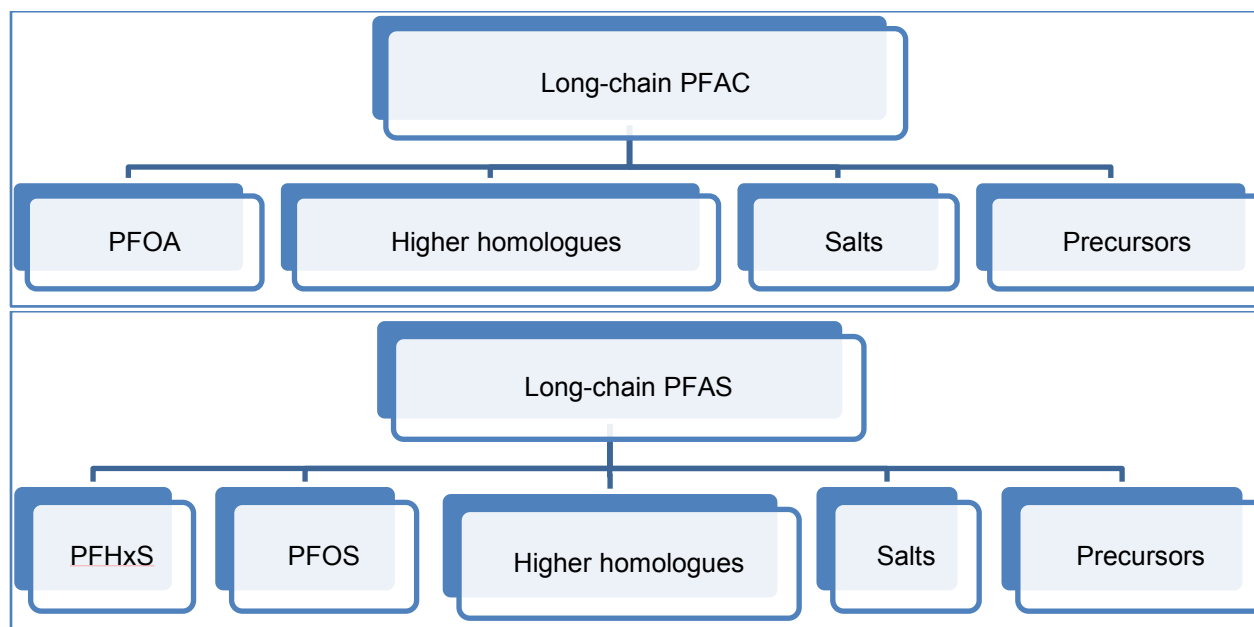 Long-chain PFAC
PFOA
Higher homologues
Salts
Precursors
Long-chain PFAS
PFHxS
PFOS
Higher homologues
Salts
Precursors